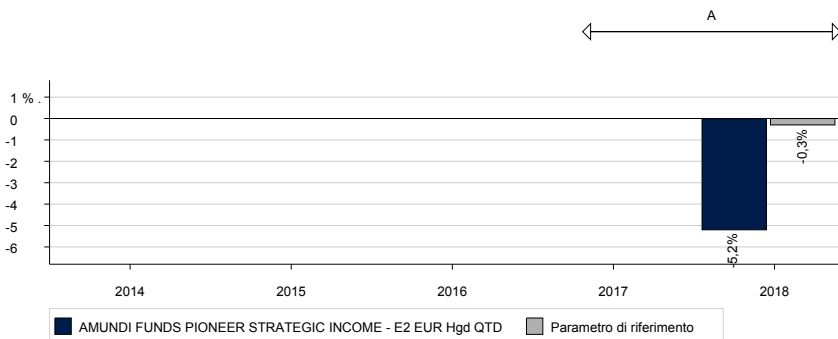 A
1 % .
0
-1
-2
-3
-4
-5
-6
-5,2%
-0,3%
2014 2015 2016 2017 2018
AMUNDI FUNDS PIONEER STRATEGIC INCOME - E2 EUR Hgd QTD Parametro di riferimento